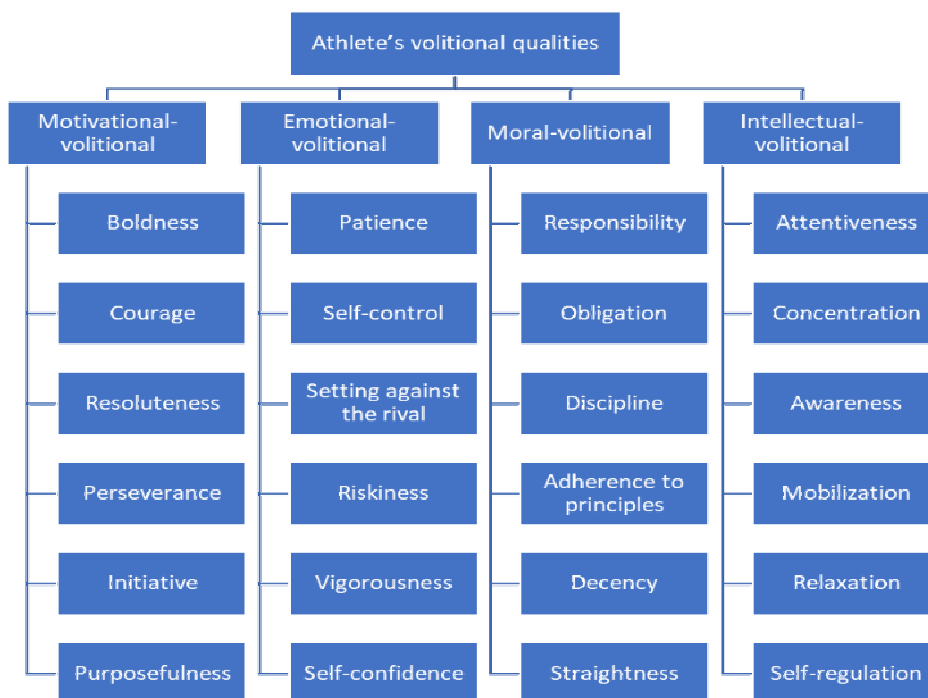 Athlete's volitional qualities
Motivational-
volitional
Emotional-
volitional
Moral-volitional
Intellectual-
volitional
Boldness
Patience
Responsibility
Attentiveness
Courage
Self-control
Obligation
Concentration
Resoluteness
Setting against
the rival
Discipline
Awareness
Perseverance
Riskiness
Adherence to
principles
Mobilization
Initiative
Vigorousness
Decency
Relaxation
Purposefulness
Self-confidence
Straightness
Self-regulation